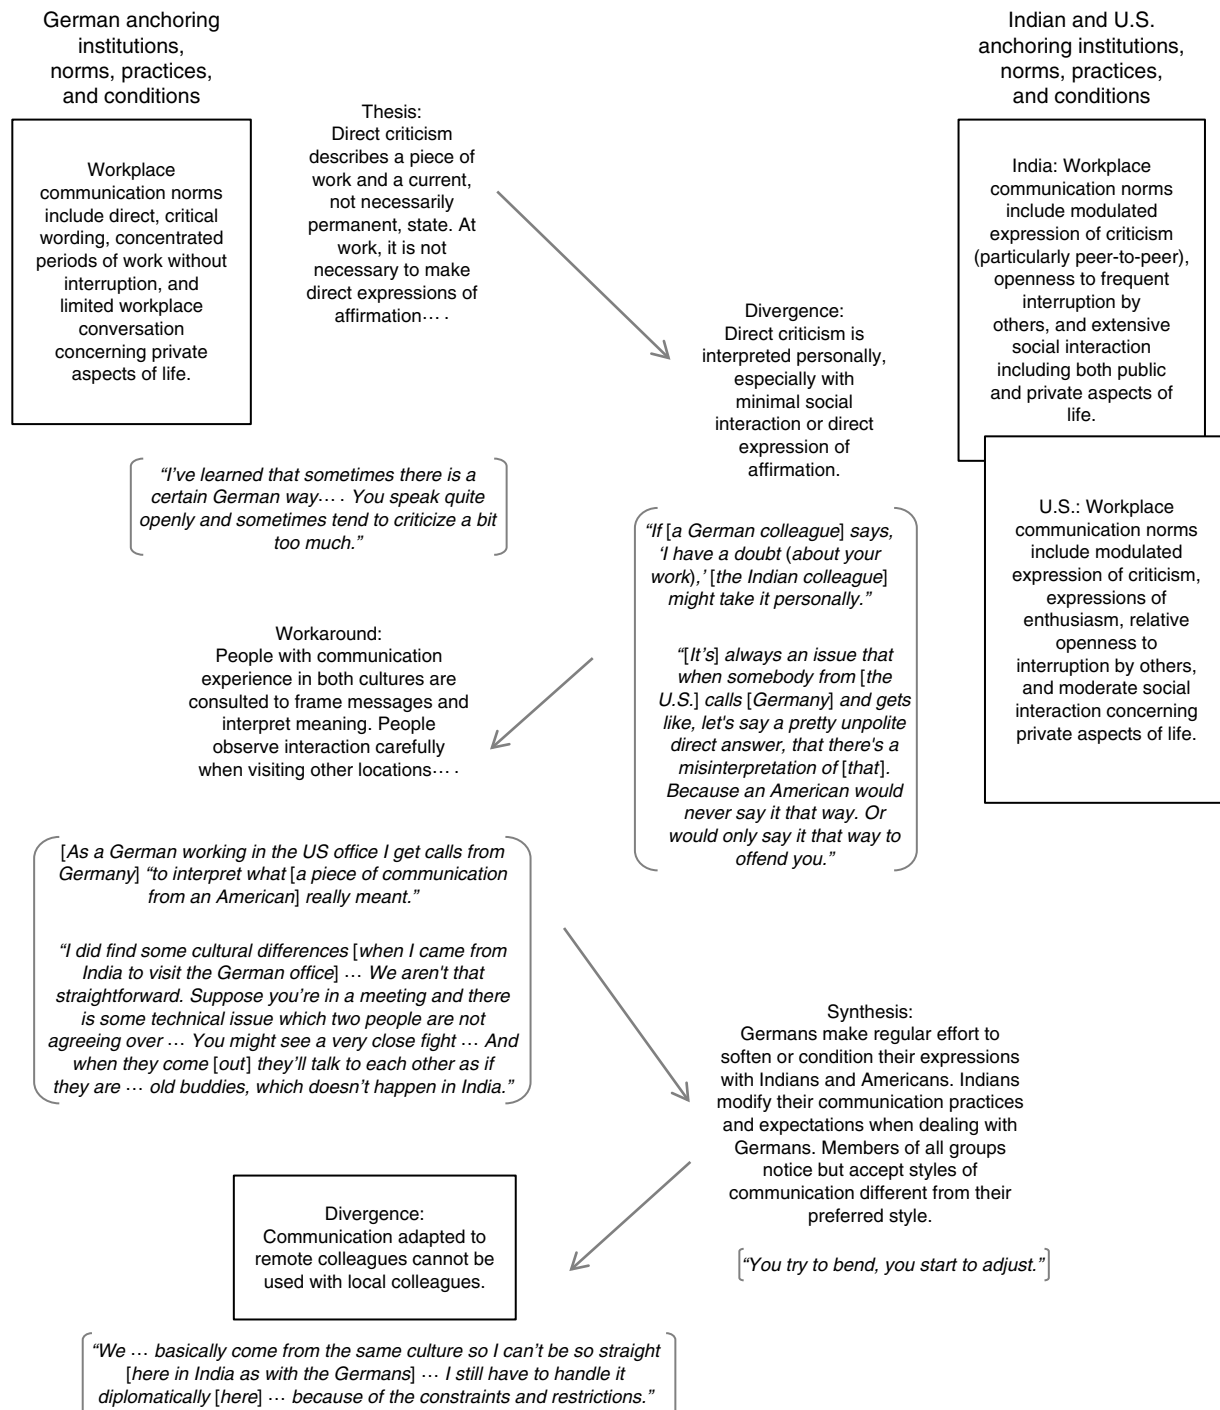 German anchoring
institutions,
norms, practices,
and conditions
Workplace
communication norms
include direct, critical
wording, concentrated
periods of work without
interruption, and
limited workplace
conversation
concerning private
aspects of life.
Thesis:
Direct criticism
describes a piece of
work and a current,
not necessarily
permanent, state. At
work, it is not
necessary to make
direct expressions of
affirmation… .
Indian and U.S.
anchoring institutions,
norms, practices,
and conditions
India: Workplace
communication norms
include modulated
expression of criticism
(particularly peer-to-peer),
openness to frequent
interruption by
others, and extensive
social interaction
including both public
and private aspects of
life.
U.S.: Workplace
communication norms
include modulated
expression of criticism,
expressions of
enthusiasm, relative
openness to
interruption by others,
and moderate social
interaction concerning
private aspects of life.
Divergence:
Direct criticism is
interpreted personally,
especially with
minimal social
interaction or direct
expression of
affirmation.
“I’ve learned that sometimes there is a
certain German way… . You speak quite
openly and sometimes tend to criticize a bit
too much.”
“If [a German colleague] says,
‘I have a doubt (about your
work),’ [the Indian colleague]
might take it personally.”
“[It’s] always an issue that
when somebody from [the
U.S.] calls [Germany] and gets
like, let's say a pretty unpolite
direct answer, that there's a
misinterpretation of [that].
Because an American would
never say it that way. Or
would only say it that way to
offend you.”
Workaround:
People with communication
experience in both cultures are
consulted to frame messages and
interpret meaning. People
observe interaction carefully
when visiting other locations… .
[As a German working in the US office I get calls from
Germany] “to interpret what [a piece of communication
from an American] really meant.”
“I did find some cultural differences [when I came from
India to visit the German office] … We aren't that
straightforward. Suppose you’re in a meeting and there
is some technical issue which two people are not
agreeing over … You might see a very close fight … And
when they come [out] they’ll talk to each other as if
they are … old buddies, which doesn’t happen in India.”
Synthesis:
Germans make regular effort to
soften or condition their expressions
with Indians and Americans. Indians
modify their communication practices
and expectations when dealing with
Germans. Members of all groups
notice but accept styles of
communication different from their
preferred style.
“You try to bend, you start to adjust.”
Divergence:
Communication adapted to
remote colleagues cannot be
used with local colleagues.
“We … basically come from the same culture so I can’t be so straight
[here in India as with the Germans] … I still have to handle it
diplomatically [here] … because of the constraints and restrictions.”